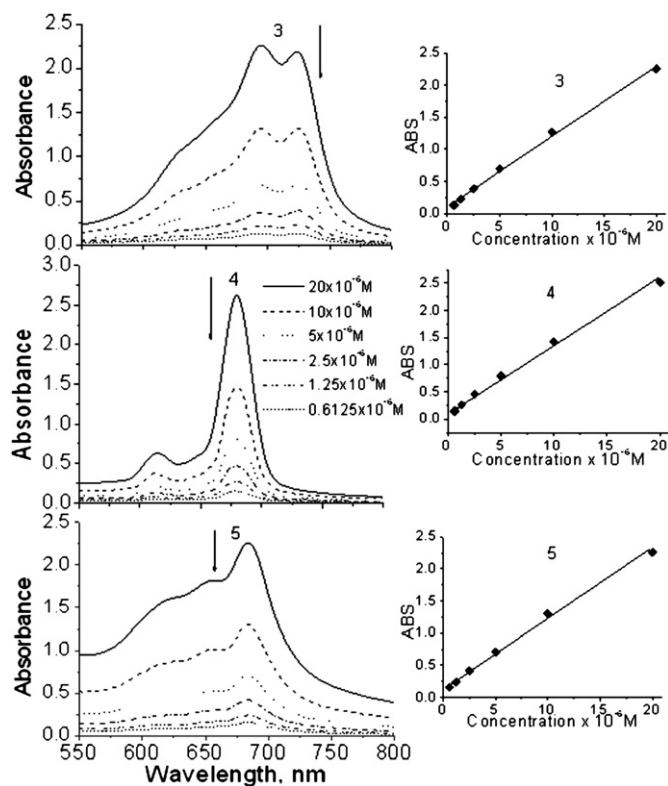 3
Absorbance
2.5
2.0
1.5
1.0
0.5
0.0
3
ABS
2.5
2.0
1.5
1.0
0.5
0.0
0 5 10 15 20
Concentration x 10⁻⁶M
4
Absorbance
3.0
2.5
2.0
1.5
1.0
0.5
0.0
20x10⁻⁶M
10x10⁻⁶M
5x10⁻⁶M
2.5x10⁻⁶M
1.25x10⁻⁶M
0.6125x10⁻⁶M
4
ABS
2.5
2.0
1.5
1.0
0.5
0.0
0 5 10 15 20
Concentration x 10⁻⁶M
5
Absorbance
2.5
2.0
1.5
1.0
0.5
0.0
550 600 650 700 750 800
Wavelength, nm
5
ABS
2.5
2.0
1.5
1.0
0.5
0.0
0 5 10 15 20
Concentration x 10⁻⁶M